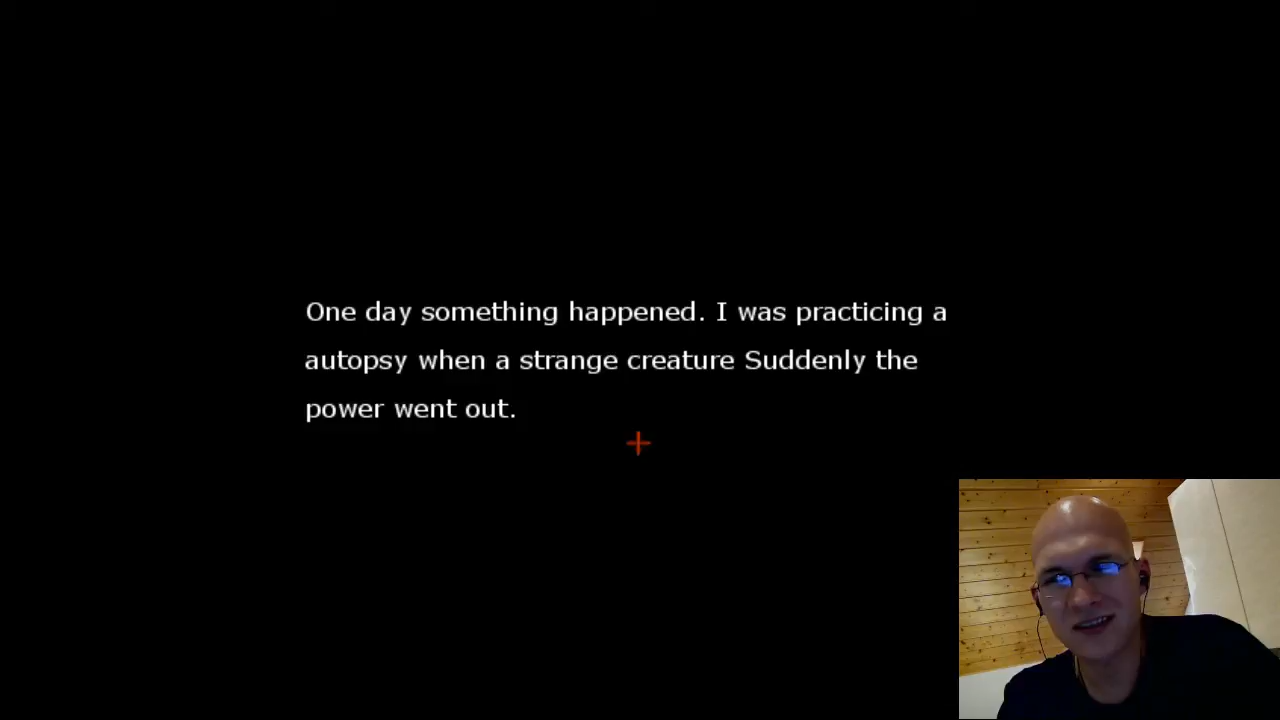 One day something happened. I was practicing a
autopsy when a strange creature Suddenly the
power went out.